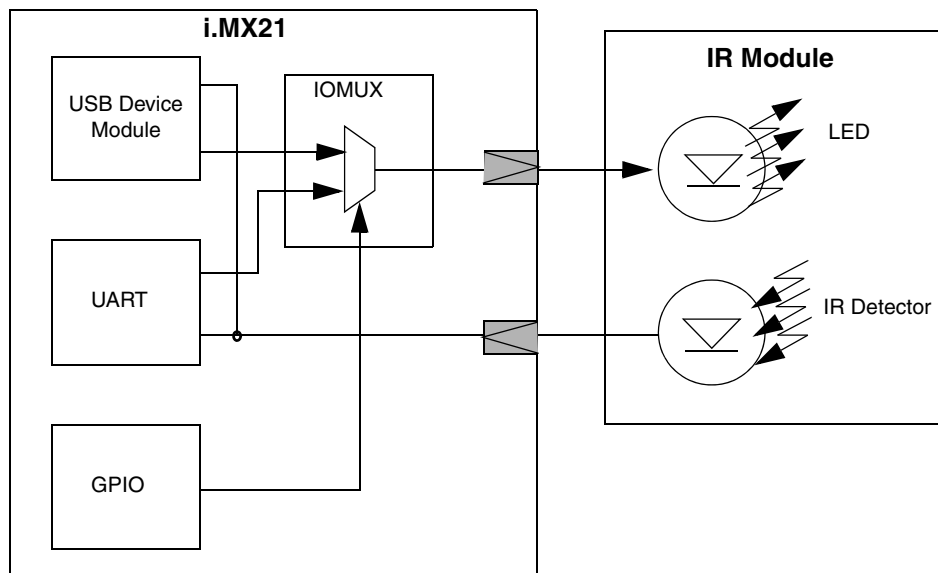 i.MX21
USB Device
Module
IOMUX
UART
GPIO
IR Module
LED
IR Detector